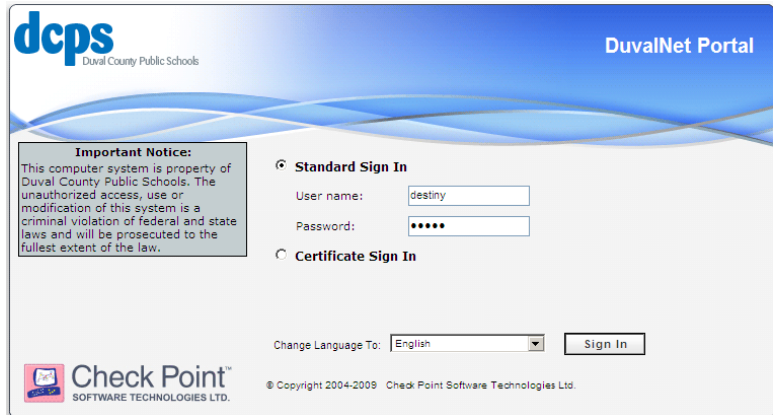 dcps
Duval County Public Schools
DuvalNet Portal
Important Notice:
This computer system is property of
Duval County Public Schools. The
unauthorized access, use or
modification of this system is a
criminal violation of federal and state
laws and will be prosecuted to the
fullest extent of the law.
Standard Sign In
User name: destiny
Password: •••••
Certificate Sign In
Change Language To: English Sign In
Check Point™
SOFTWARE TECHNOLOGIES LTD.
© Copyright 2004-2009 Check Point Software Technologies Ltd.